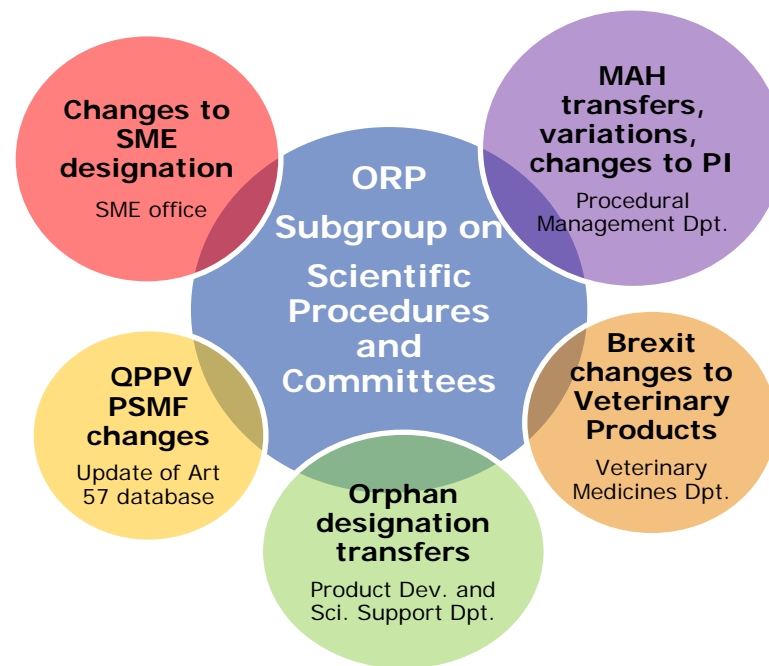 Changes to
SME
designation
SME office
MAH
transfers,
variations,
changes to PI
Procedural
Management Dpt.
ORP
Subgroup on
Scientific
Procedures
and
Committees
QPPV
PSMF
changes
Update of Art
57 database
Brexit
changes to
Veterinary
Products
Veterinary
Medicines Dpt.
Orphan
designation
transfers
Product Dev. and
Sci. Support Dpt.